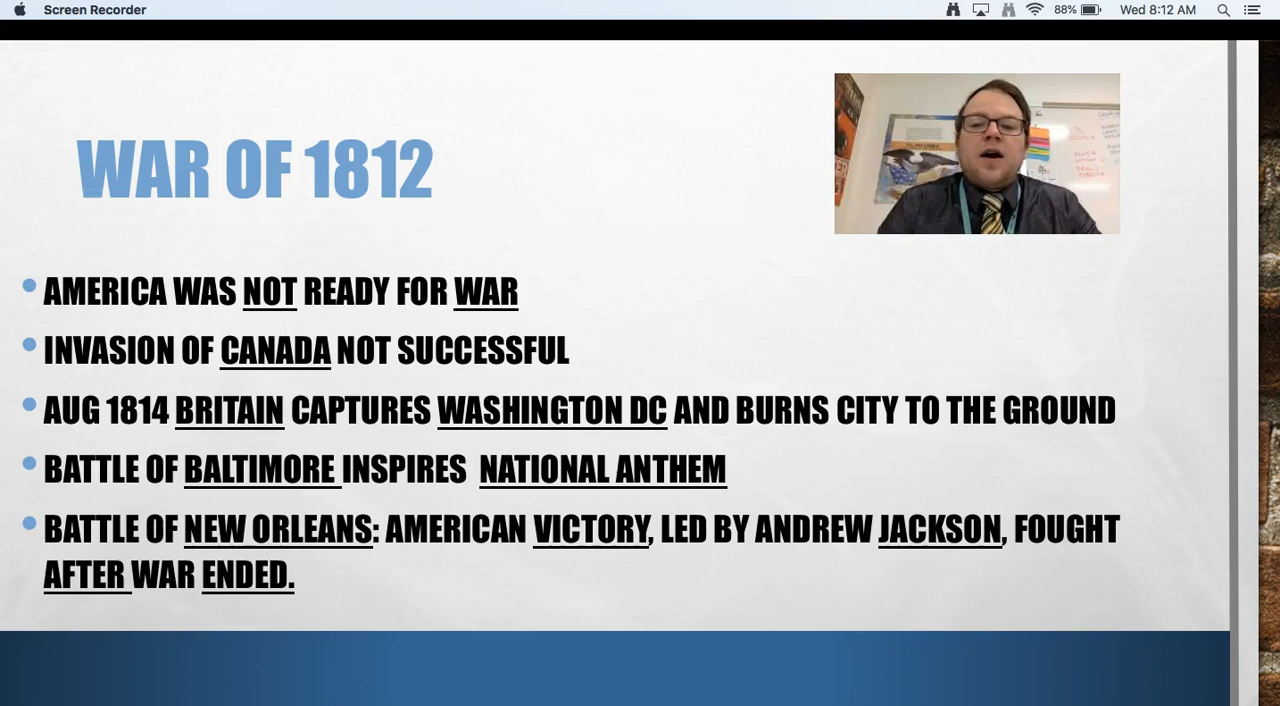 Screen Recorder
88%
Wed 8:12 AM
WAR OF 1812
AMERICA WAS NOT READY FOR WAR
INVASION OF CANADA NOT SUCCESSFUL
AUG 1814 BRITAIN CAPTURES WASHINGTON DC AND BURNS CITY TO THE GROUND
BATTLE OF BALTIMORE INSPIRES NATIONAL ANTHEM
BATTLE OF NEW ORLEANS: AMERICAN VICTORY, LED BY ANDREW JACKSON, FOUGHT
AFTER WAR ENDED.